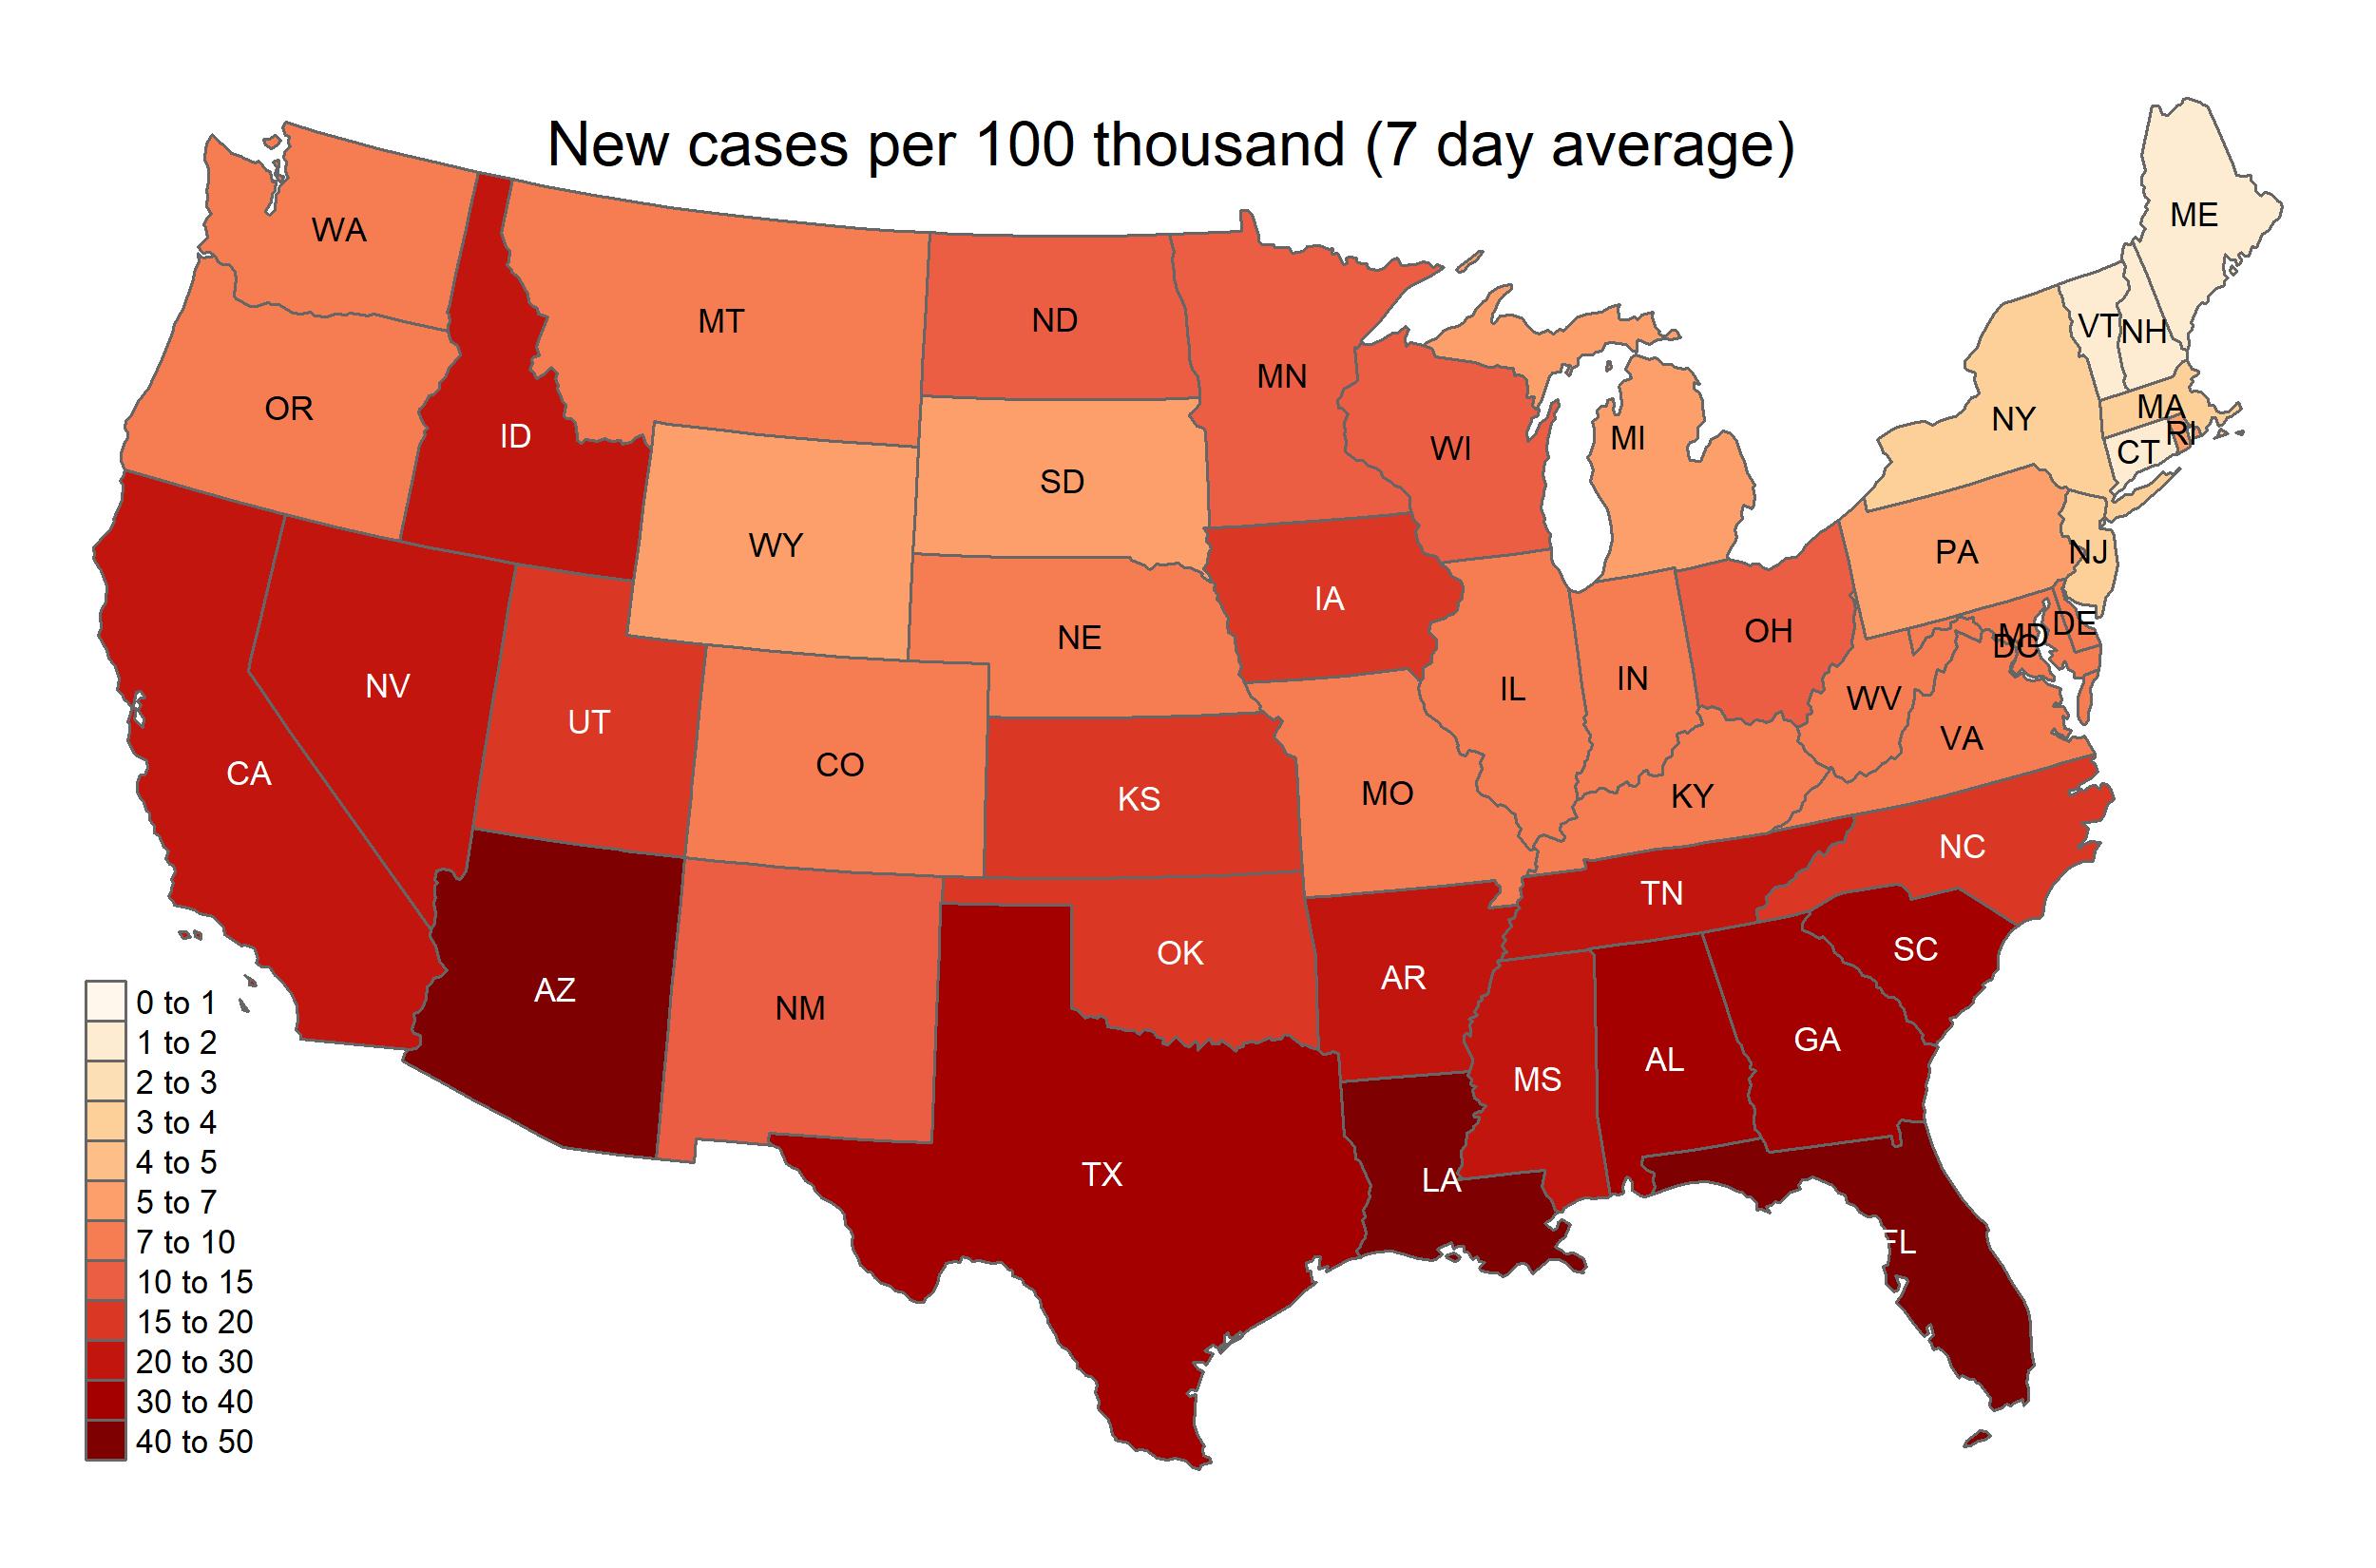 New cases per 100 thousand (7 day average)
ME
WA
VT
NH
MT
ND
MN
OR
MA
NY
RI
ID
MI
WI
CT
SD
WY
PA
NJ
IA
DE
OH
MD
NE
DC
IN
NV
IL
WV
UT
VA
CO
CA
MO
KY
KS
NC
TN
SC
OK
AR
AZ
NM
GA
AL
MS
TX
LA
FL
0 to 1
1 to 2
2 to 3
3 to 4
4 to 5
5 to 7
7 to 10
10 to 15
15 to 20
20 to 30
30 to 40
40 to 50